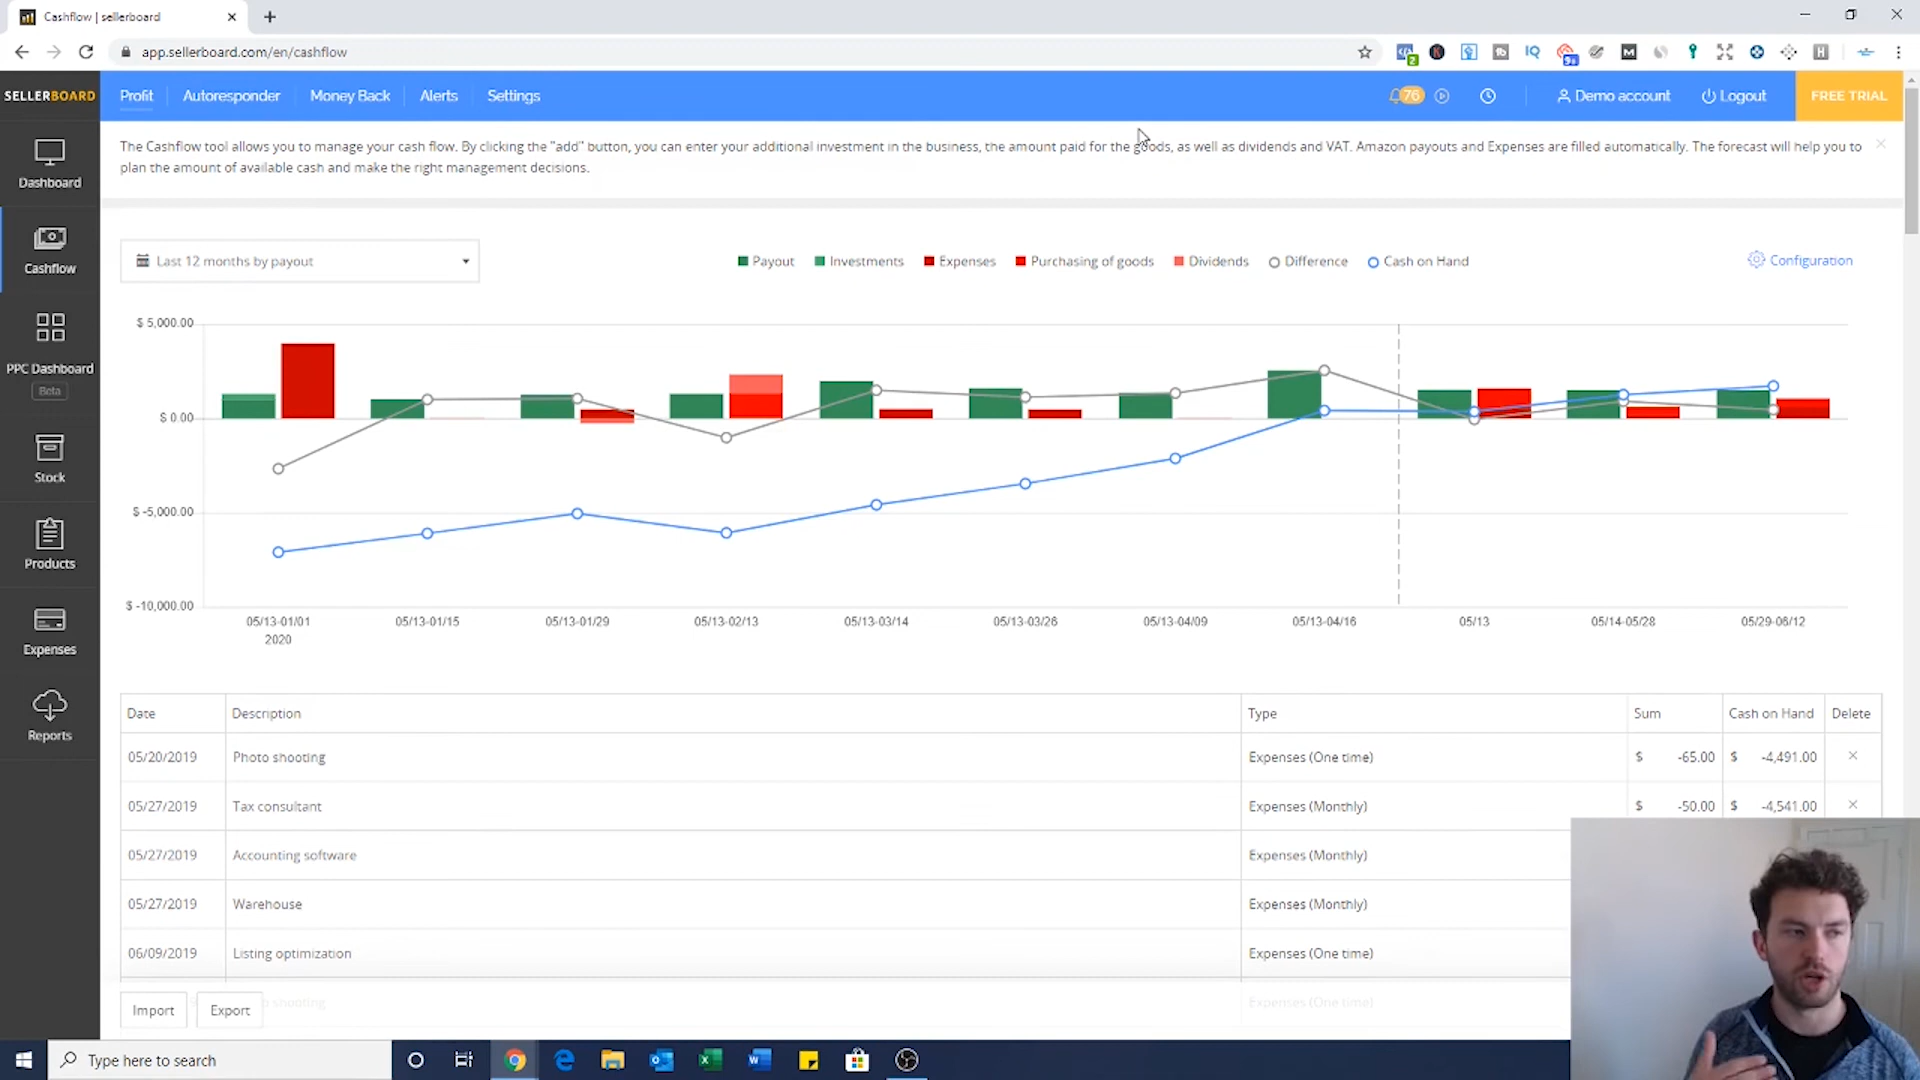 Cashflow | sellerboard
app.sellerboard.com/en/cashflow
SELLERBOARD
Profit
Autoresponder
Money Back
Alerts
Settings
76
Demo account
Logout
FREE TRIAL
The Cashflow tool allows you to manage your cash flow. By clicking the "add" button, you can enter your additional investment in the business, the amount paid for the goods, as well as dividends and VAT. Amazon payouts and Expenses are filled automatically. The forecast will help you to
plan the amount of available cash and make the right management decisions.
Dashboard
Cashflow
PPC Dashboard
Beta
Stock
Products
Expenses
Reports
Last 12 months by payout
Payout
Investments
Expenses
Purchasing of goods
Dividends
Difference
Cash on Hand
Configuration
$ 5,000.00
$ 0.00
$ -5,000.00
$ -10,000.00
05/13-01/01
2020
05/13-01/15
05/13-01/29
05/13-02/13
05/13-03/14
05/13-03/26
05/13-04/09
05/13-04/16
05/13
05/14-05/28
05/29-06/12
Date Description Type Sum Cash on Hand Delete
05/20/2019 Photo shooting Expenses (One time) $ -65.00 $ -4,491.00
05/27/2019 Tax consultant Expenses (Monthly) $ -50.00 $ -4,541.00
05/27/2019 Accounting software Expenses (Monthly)
05/27/2019 Warehouse Expenses (Monthly)
06/09/2019 Listing optimization Expenses (One time)
shooting Expenses (One time)
Import
Export
Type here to search